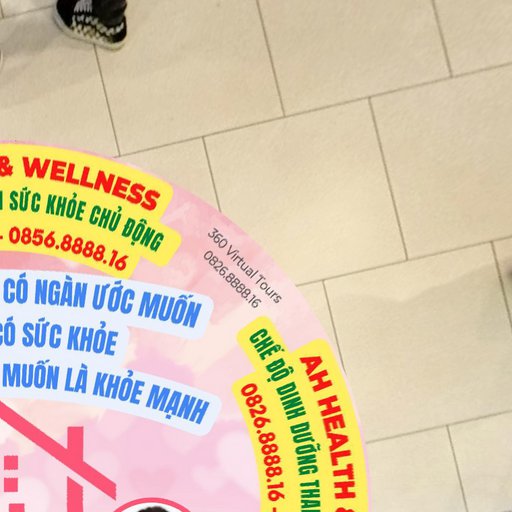 & WELLNESS
SỨC KHỎE CHỦ ĐỘNG
- 0856.8888.16
CÓ NGÀN ƯỚC MUỐN
CÓ SỨC KHỎE
MUỐN LÀ KHỎE MẠNH
360 Virtual Tours
0826.8888.16
AH HEALTH &
CHẾ ĐỘ DINH DƯỠNG THAM
0826.8888.16 -